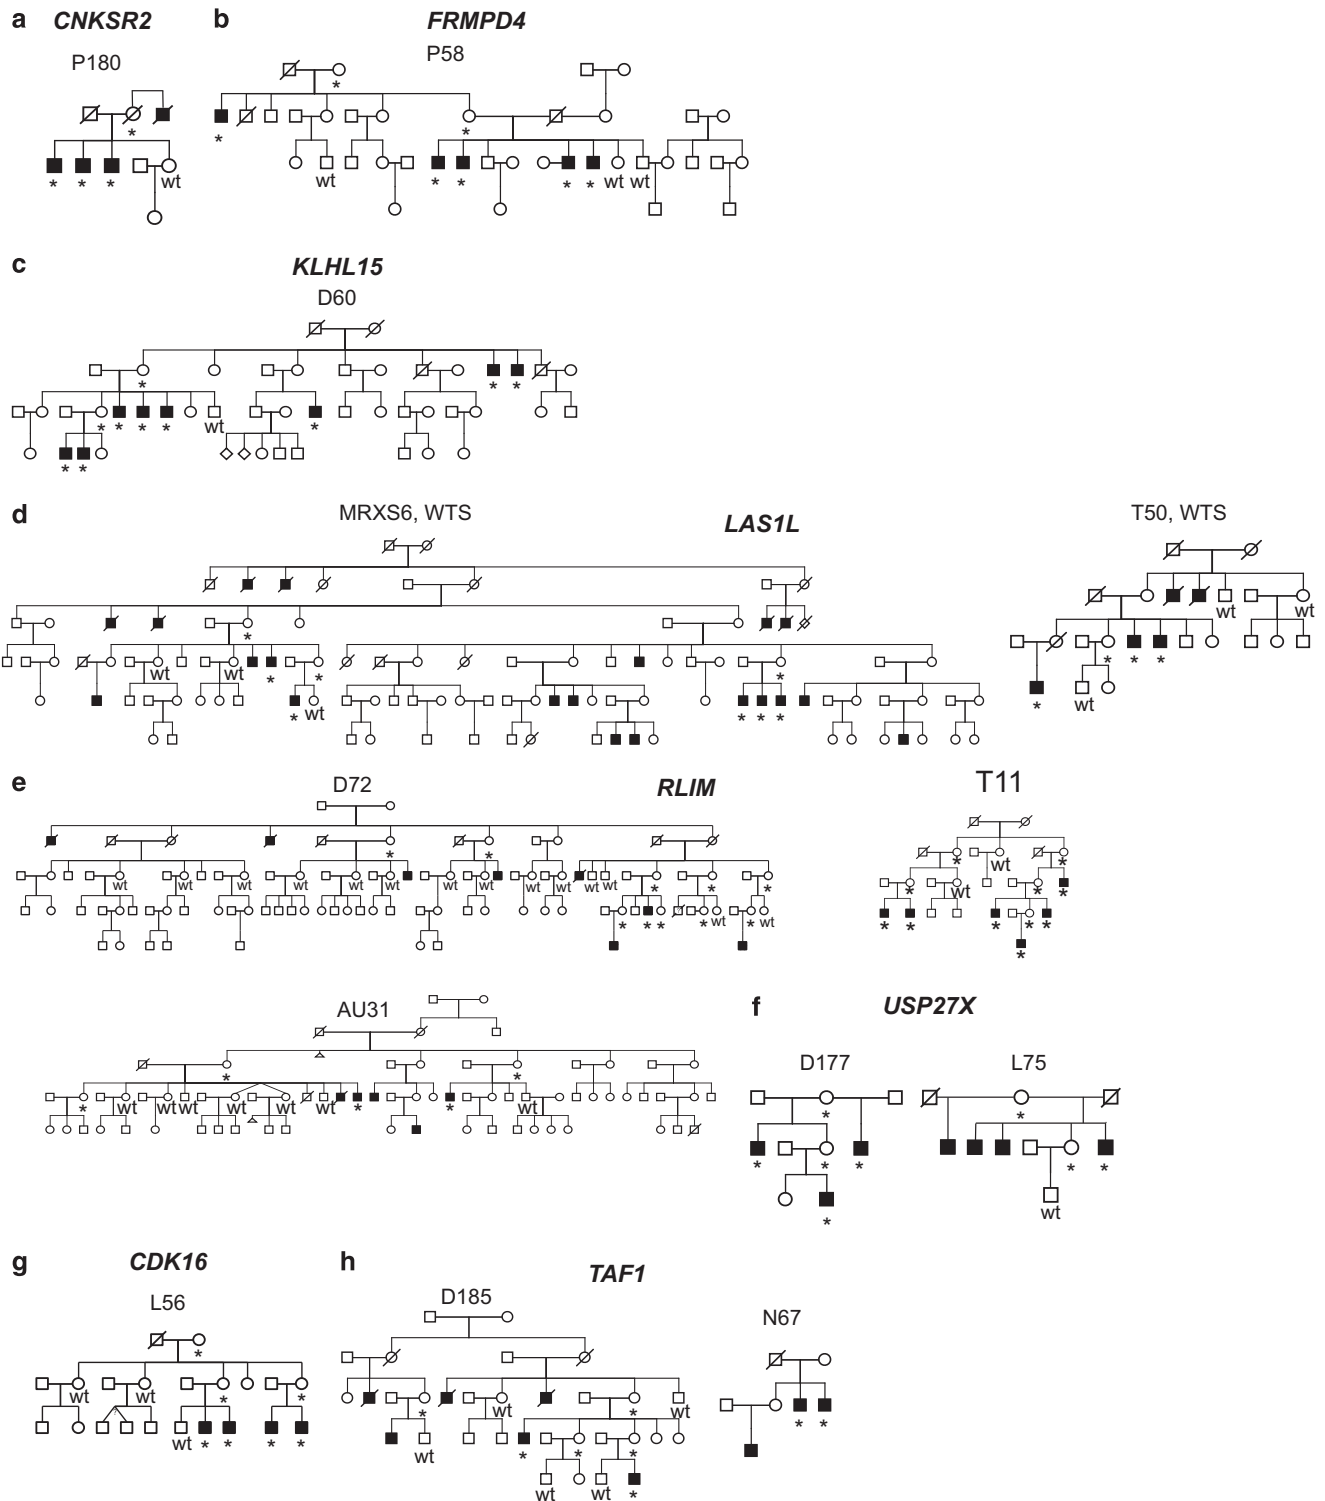 a CNKSR2 b FRMPD4
P180 P58
*
* * *
* * * wt wt * * wt wt
c KLHL15
D60
* * *
* * * * wt *
* *
d MRXS6, WTS LAS1L T50, WTS
wt wt
*
wt wt * * * * * *
* wt * * * * wt
e D72 RLIM T11
* * * wt *
wt wt wt wt wt wt wt wt wt wt wt * * * * wt * *
* * * * wt * wt * * * * *
*
AU31 f USP27X
D177 L75
* *
* wt wt wt wt wt wt * * wt * *
* * * * *
* wt
g CDK16 h TAF1
L56 D185 N67
*
wt wt * * * wt * wt * *
wt * * * * wt * * *
wt wt *